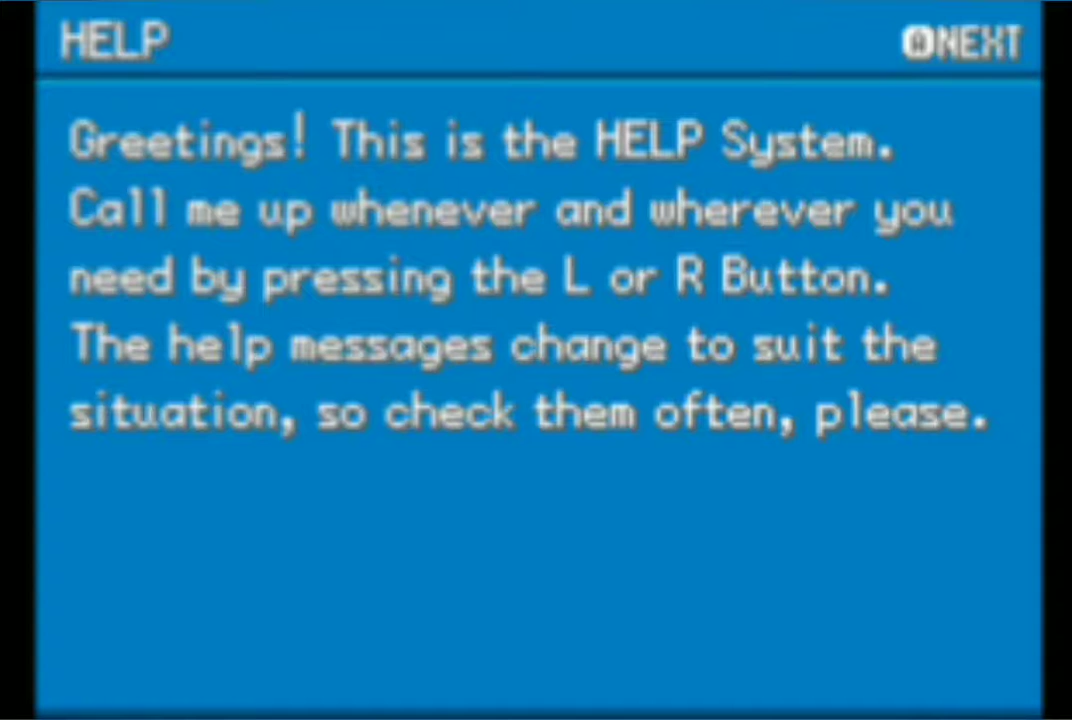 HELP
ⒶNEXT
Greetings! This is the HELP System.
Call me up whenever and wherever you
need by pressing the L or R Button.
The help messages change to suit the
situation, so check them often, please.